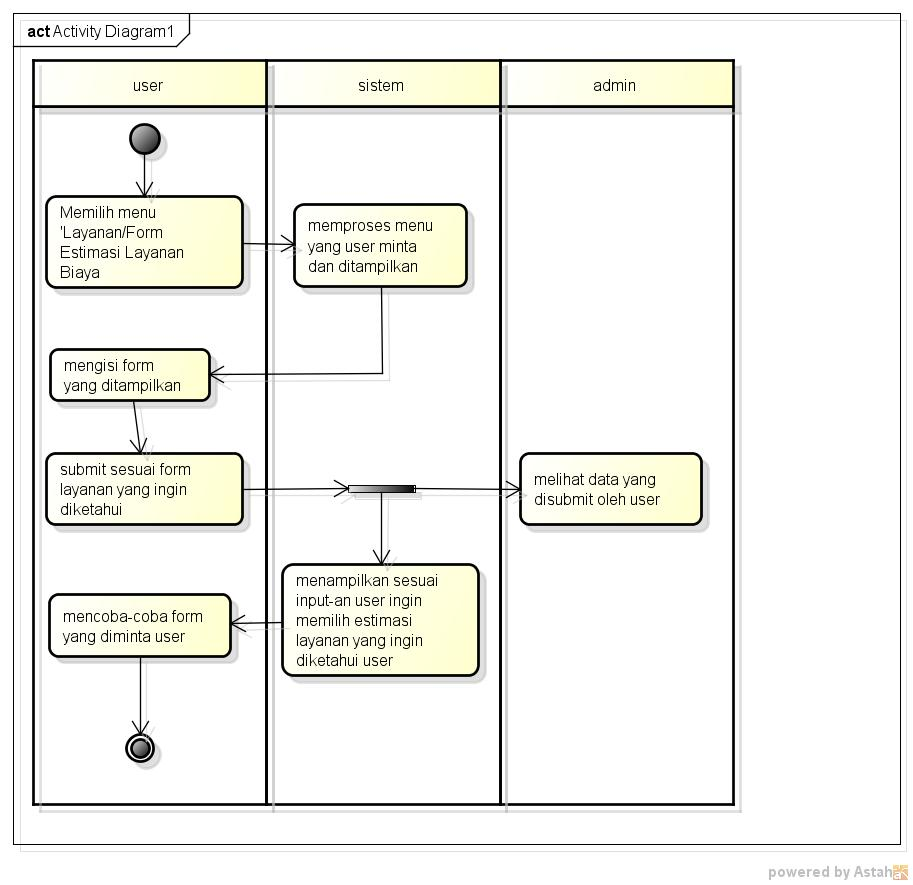 act Activity Diagram1
user
sistem
admin
Memilih menu
'Layanan/Form
Estimasi Layanan
Biaya
memproses menu
yang user minta
dan ditampilkan
mengisi form
yang ditampilkan
submit sesuai form
layanan yang ingin
diketahui
melihat data yang
disubmit oleh user
menampilkan sesuai
input-an user ingin
memilih estimasi
layanan yang ingin
diketahui user
mencoba-coba form
yang diminta user
powered by Astah